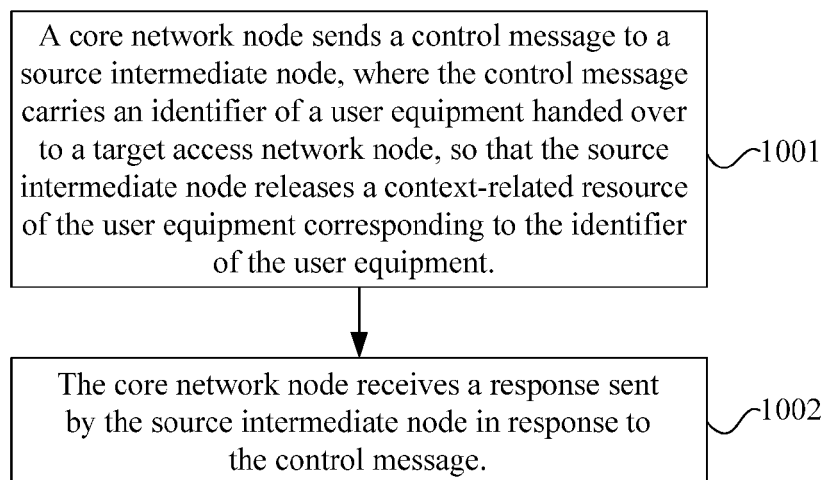 A core network node sends a control message to a
source intermediate node, where the control message
carries an identifier of a user equipment handed over
to a target access network node, so that the source
intermediate node releases a context-related resource
of the user equipment corresponding to the identifier
of the user equipment.
1001
The core network node receives a response sent
by the source intermediate node in response to
the control message.
1002